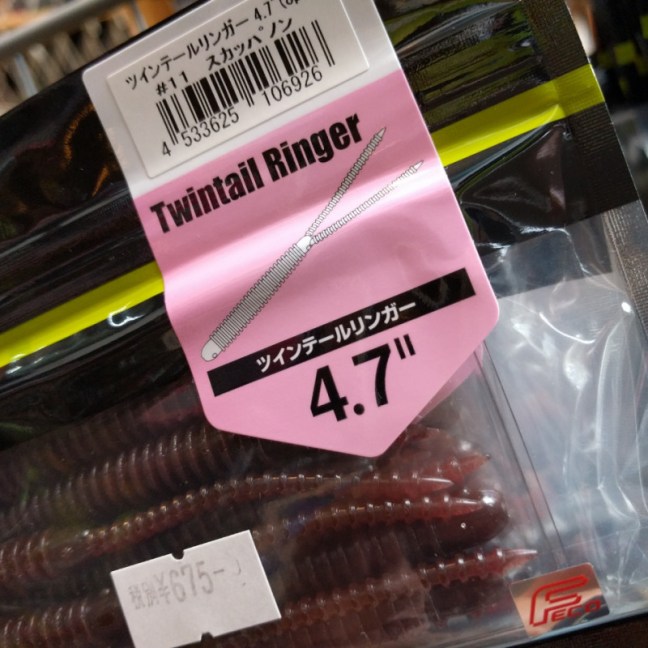 ツインテールリンガー 4.7"
#11 スカッパノン
4 533625 106926
Twintail Ringer
ツインテールリンガー
4.7"
税別¥675-
FECO